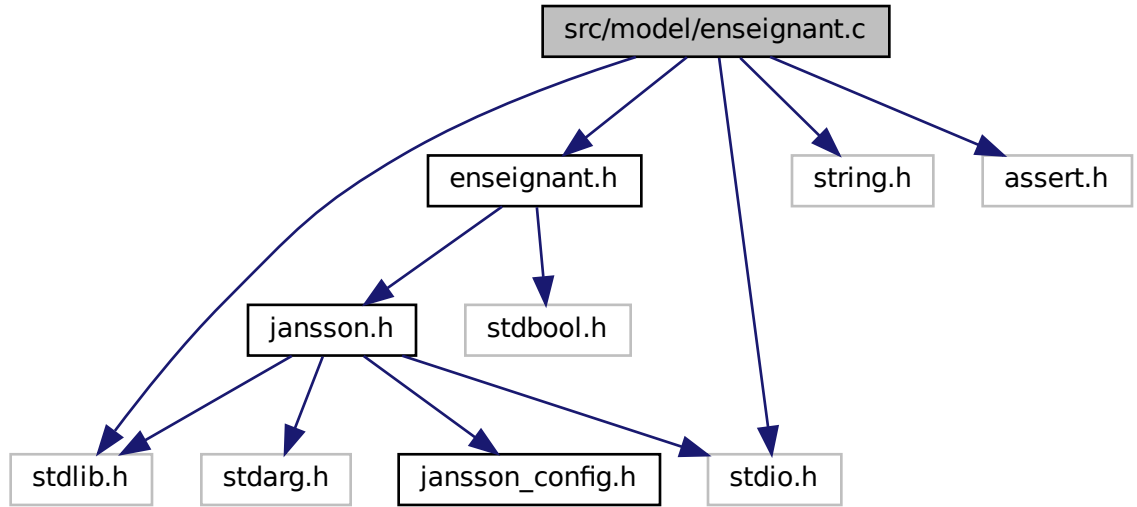 src/model/enseignant.c
enseignant.h
string.h
assert.h
jansson.h
stdbool.h
stdlib.h
stdarg.h
jansson_config.h
stdio.h